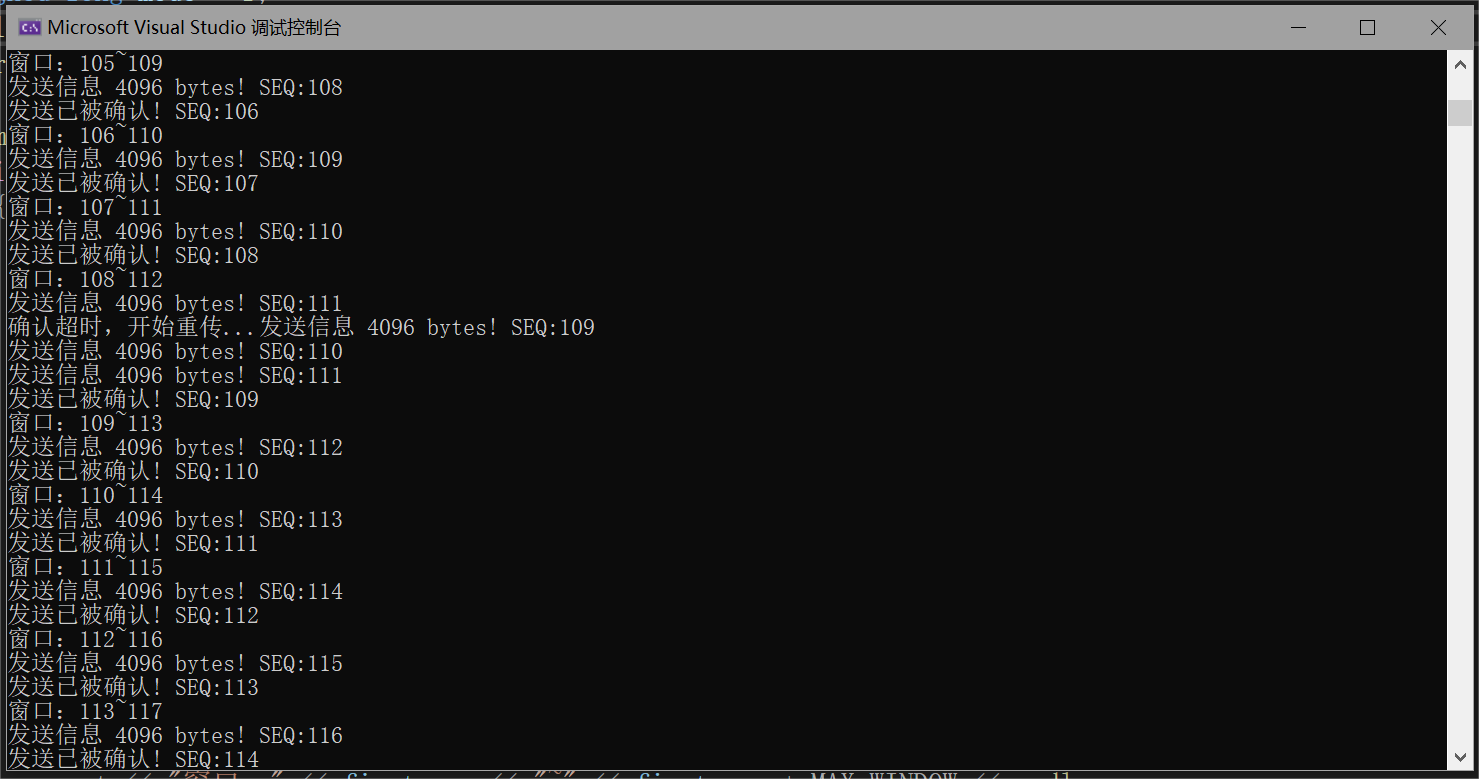 Microsoft Visual Studio 调试控制台
窗口：105~109
发送信息 4096 bytes! SEQ:108
发送已被确认! SEQ:106
窗口：106~110
发送信息 4096 bytes! SEQ:109
发送已被确认! SEQ:107
窗口：107~111
发送信息 4096 bytes! SEQ:110
发送已被确认! SEQ:108
窗口：108~112
发送信息 4096 bytes! SEQ:111
确认超时，开始重传...发送信息 4096 bytes! SEQ:109
发送信息 4096 bytes! SEQ:110
发送信息 4096 bytes! SEQ:111
发送已被确认! SEQ:109
窗口：109~113
发送信息 4096 bytes! SEQ:112
发送已被确认! SEQ:110
窗口：110~114
发送信息 4096 bytes! SEQ:113
发送已被确认! SEQ:111
窗口：111~115
发送信息 4096 bytes! SEQ:114
发送已被确认! SEQ:112
窗口：112~116
发送信息 4096 bytes! SEQ:115
发送已被确认! SEQ:113
窗口：113~117
发送信息 4096 bytes! SEQ:116
发送已被确认! SEQ:114